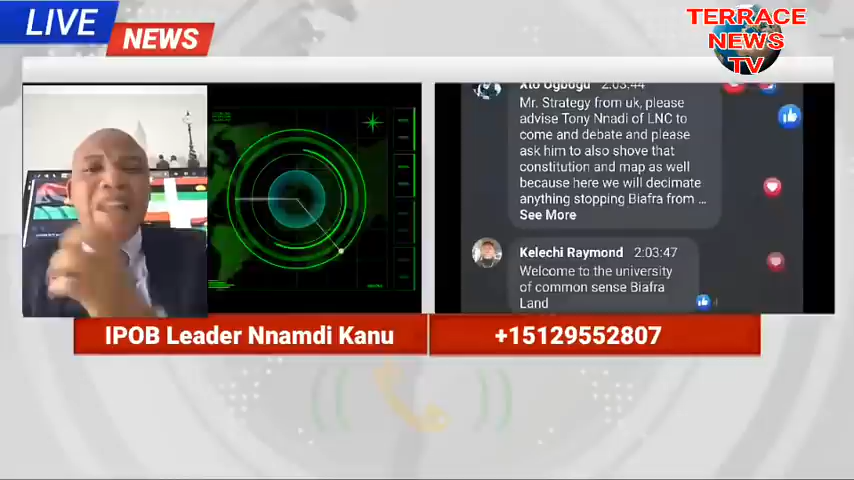 LIVE
NEWS
TERRACE
NEWS
TV
Xto Ogbogu 2:03:44
Mr. Strategy from uk, please
advise Tony Nnadi of LNC to
come and debate and please
ask him to also shove that
constitution and map as well
because here we will decimate
anything stopping Biafra from ...
See More
Kelechi Raymond 2:03:47
Welcome to the university
of common sense Biafra
Land
IPOB Leader Nnamdi Kanu
+15129552807